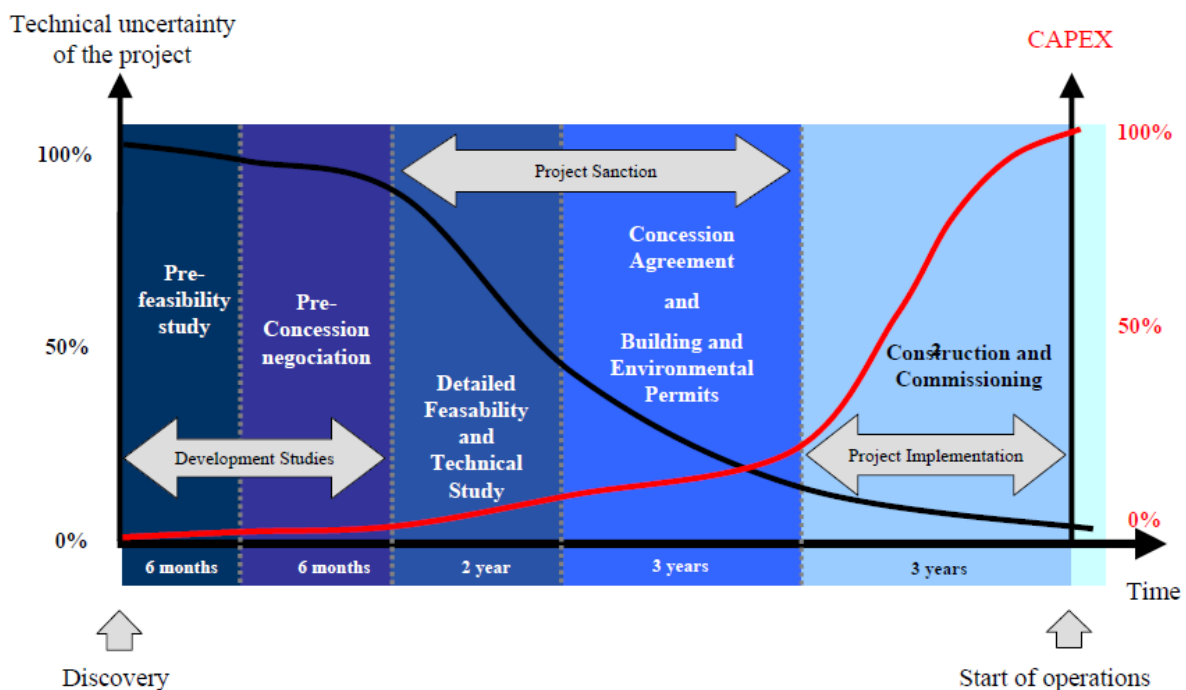 Technical uncertainty
of the project
CAPEX
100%
100%
Project Sanction
Concession
Agreement
and
Building and
Environmental
Permits
Pre-
feasibility
study
Pre-
Concession
negociation
50%
50%
2
Construction and
Commissioning
Detailed
Feasability
and
Technical
Study
Development Studies
Project Implementation
0%
0%
6 months
6 months
2 year
3 years
3 years
Time
Discovery
Start of operations